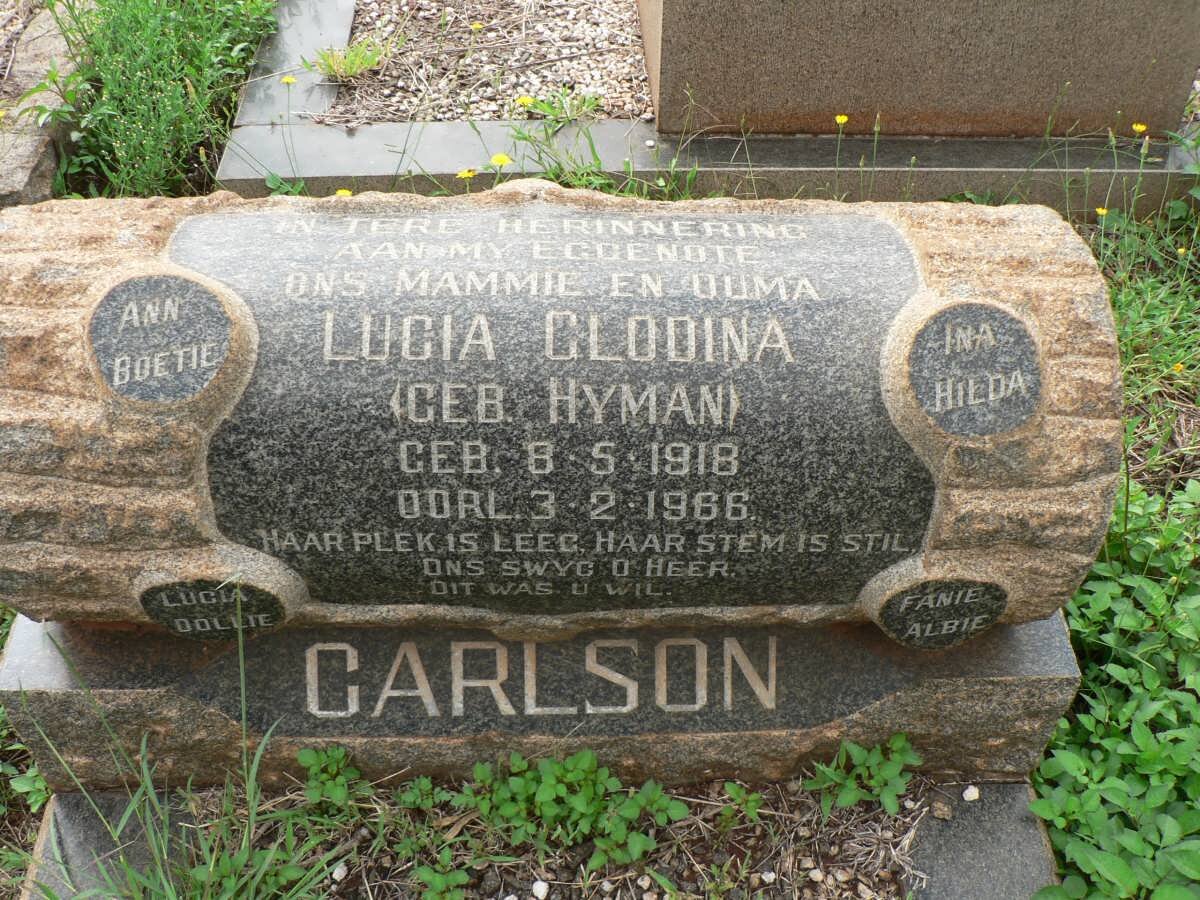 IN TERE HERINNERING
AAN MY EGGENOTE
ONS MAMMIE EN OUMA
LUCIA CLODINA
(GEB. HYMAN)
GEB. 8·5·1918
OORL. 3·2·1966.
HAAR PLEK IS LEEG, HAAR STEM IS STIL,
ONS SWYG O HEER.
DIT WAS U WIL.
ANN
BOETIE
INA
HILDA
LUCIA
DOLLIE
FANIE
ALBIE
CARLSON